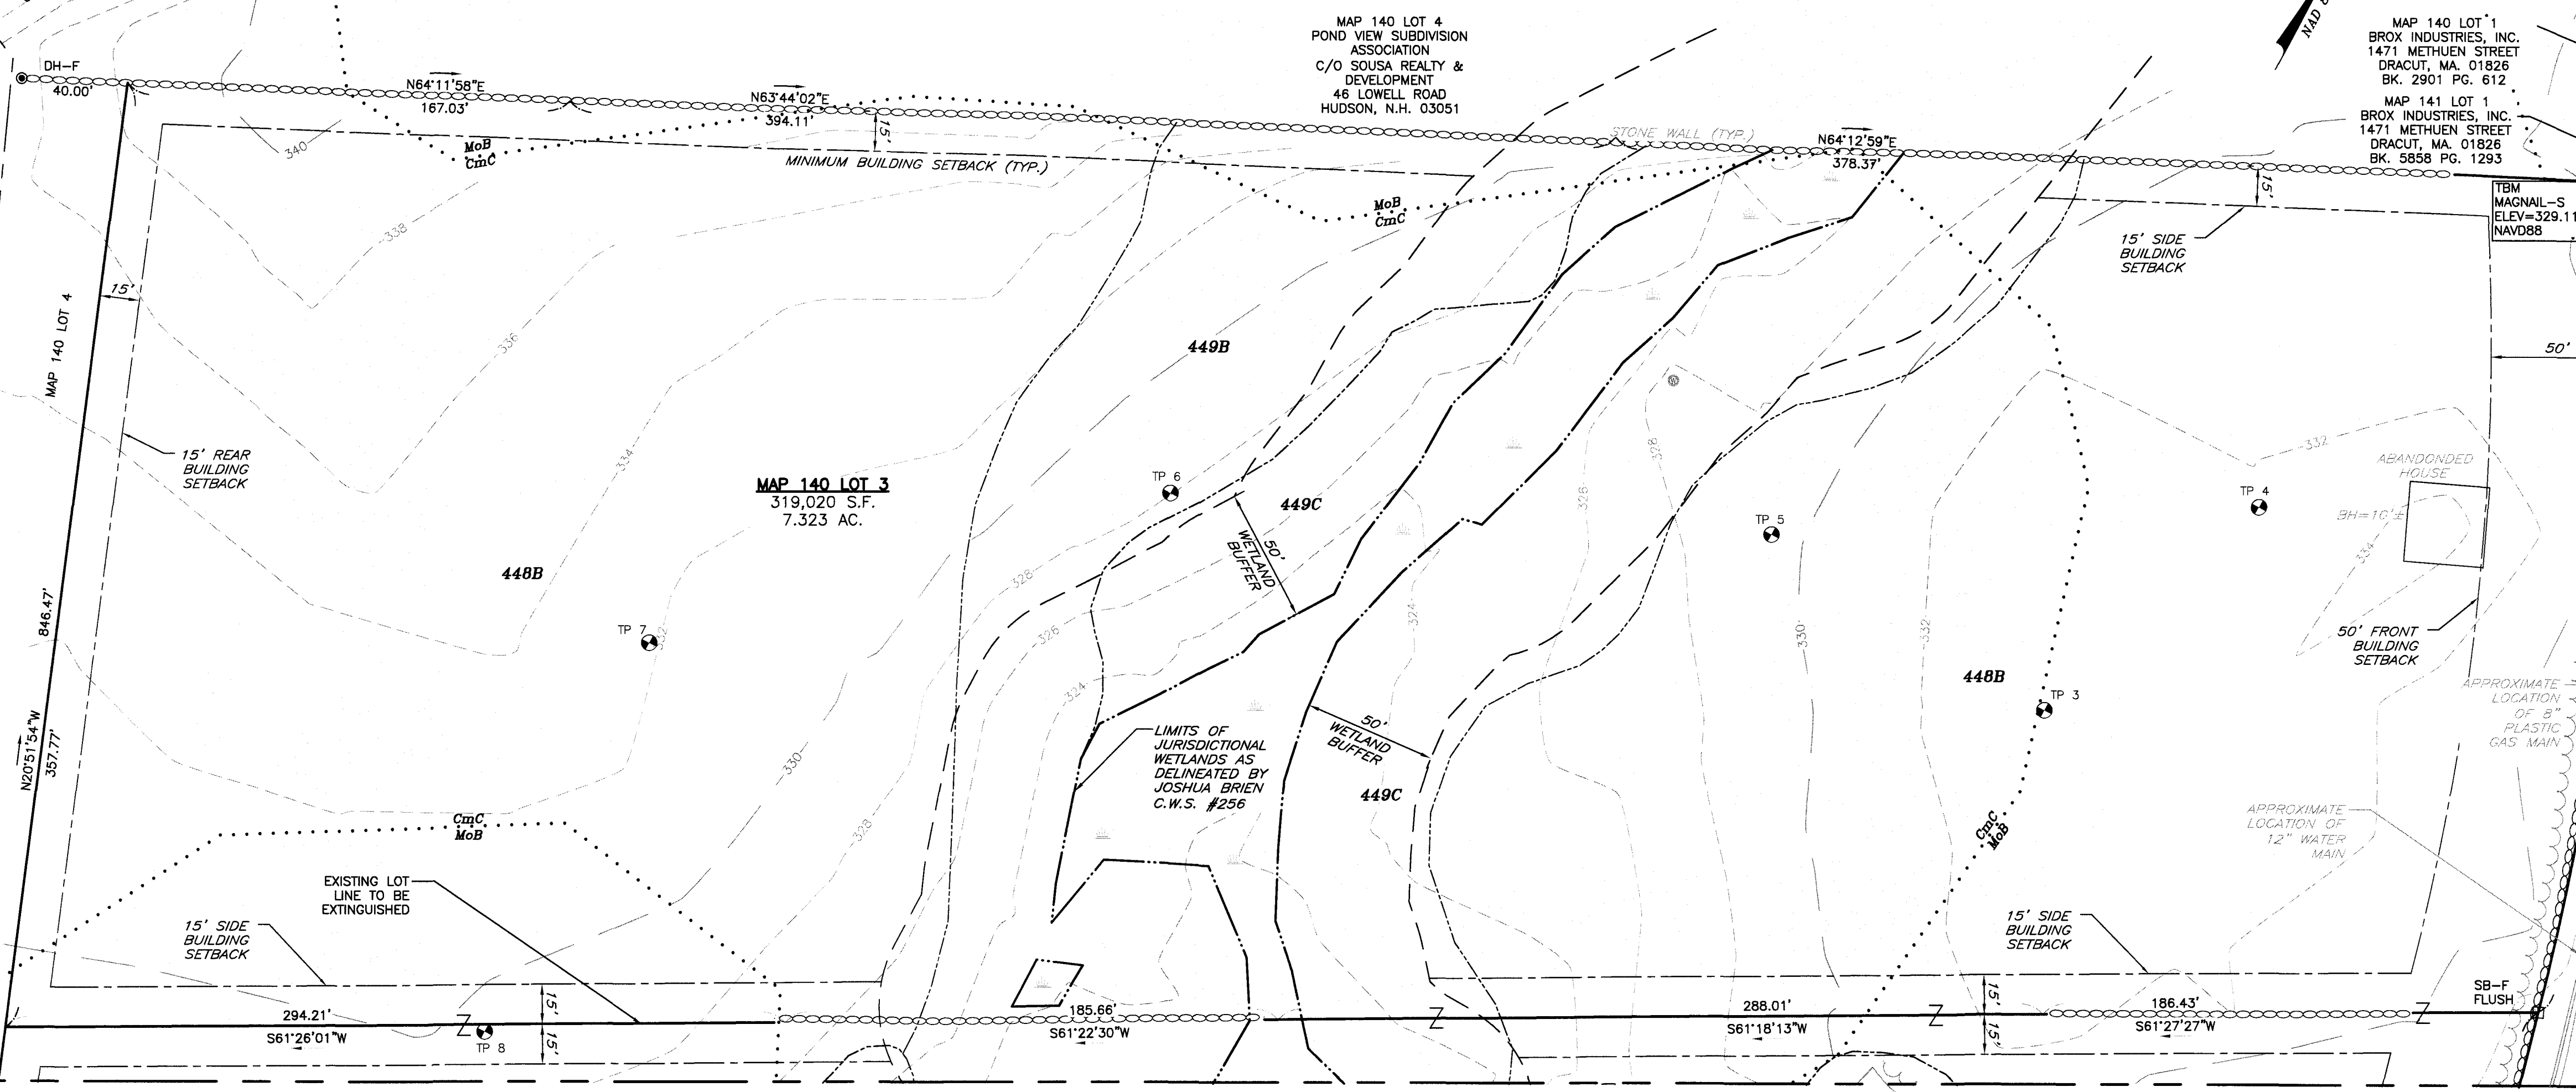 MAP 140 LOT 4
POND VIEW SUBDIVISION
ASSOCIATION
C/O SOUSA REALTY &
DEVELOPMENT
46 LOWELL ROAD
HUDSON, N.H. 03051
MAP 140 LOT 1
BROX INDUSTRIES, INC.
1471 METHUEN STREET
DRACUT, MA. 01826
BK. 2901 PG. 612
MAP 141 LOT 1
BROX INDUSTRIES, INC.
1471 METHUEN STREET
DRACUT, MA. 01826
BK. 5858 PG. 1293
NAD
DH-F
40.00'
N64°11'58"E
167.03'
N63°44'02"E
394.11'
15'
STONE WALL (TYP.)
N64°12'59"E
378.37'
15'
TBM
MAGNAIL-S
ELEV=329.11
NAVD88
340
MoB
CmC
MINIMUM BUILDING SETBACK (TYP.)
MoB
CmC
338
15' SIDE
BUILDING
SETBACK
15'
MAP 140 LOT 4
336
449B
50'
15' REAR
BUILDING
SETBACK
334
328
332
ABANDONDED
HOUSE
MAP 140 LOT 3
319,020 S.F.
7.323 AC.
TP 6
449C
326
TP 5
TP 4
BH=10'±
334
50'
WETLAND
BUFFER
448B
328
324
326
330
332
846.47'
TP 7
332
50' FRONT
BUILDING
SETBACK
448B
324
TP 3
APPROXIMATE
LOCATION
OF 8"
PLASTIC
GAS MAIN
N20°51'54"W
357.77'
LIMITS OF
JURISDICTIONAL
WETLANDS AS
DELINEATED BY
JOSHUA BRIEN
C.W.S. #256
50'
WETLAND
BUFFER
330
449C
328
CmC
MoB
CmC
MoB
APPROXIMATE
LOCATION OF
12" WATER
MAIN
EXISTING LOT
LINE TO BE
EXTINGUISHED
15' SIDE
BUILDING
SETBACK
15' SIDE
BUILDING
SETBACK
SB-F
FLUSH
294.21'
S61°26'01"W
TP 8
15'
15'
185.66'
S61°22'30"W
288.01'
S61°18'13"W
15'
15'
186.43'
S61°27'27"W